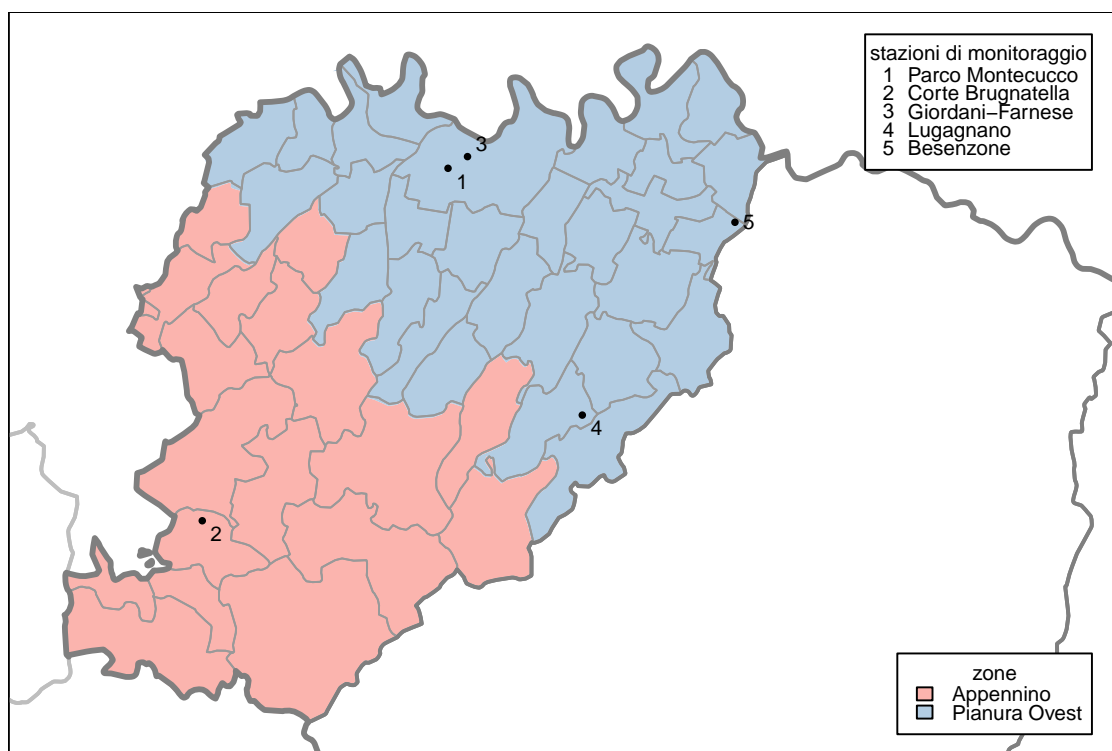 stazioni di monitoraggio
1 Parco Montecucco
2 Corte Brugnatella
3 Giordani−Farnese
4 Lugagnano
5 Besenzone
3
1
5
4
2
zone
Appennino
Pianura Ovest